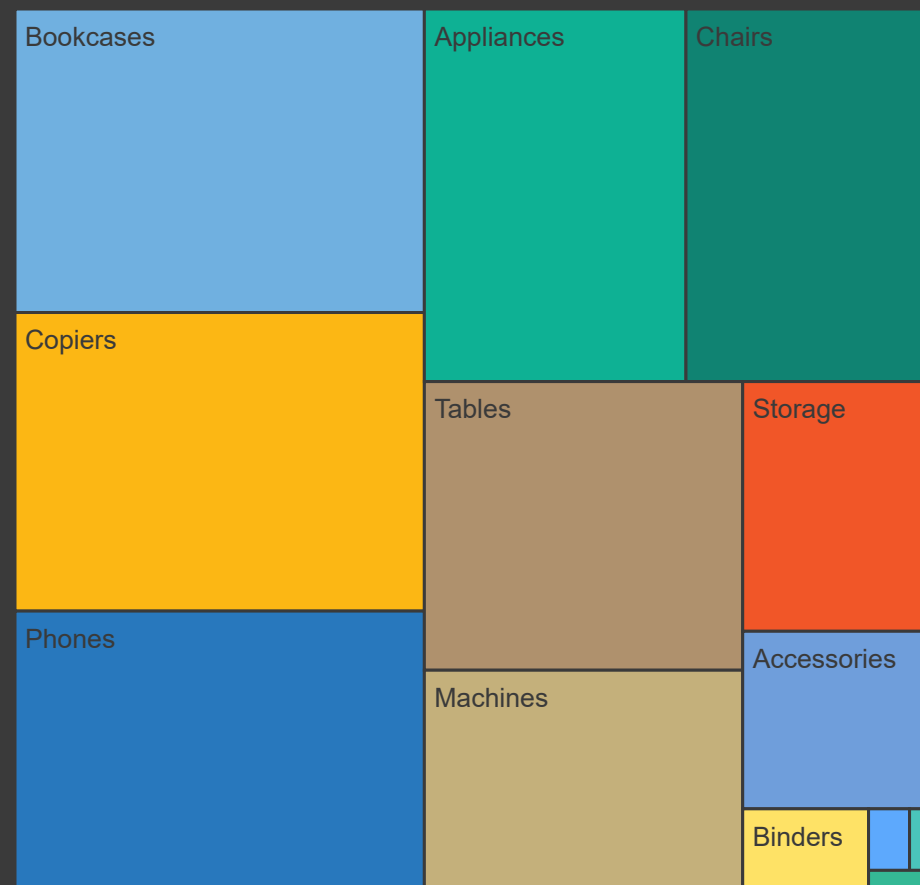 Bookcases
Appliances
Chairs
Copiers
Tables
Storage
Phones
Accessories
Machines
Binders